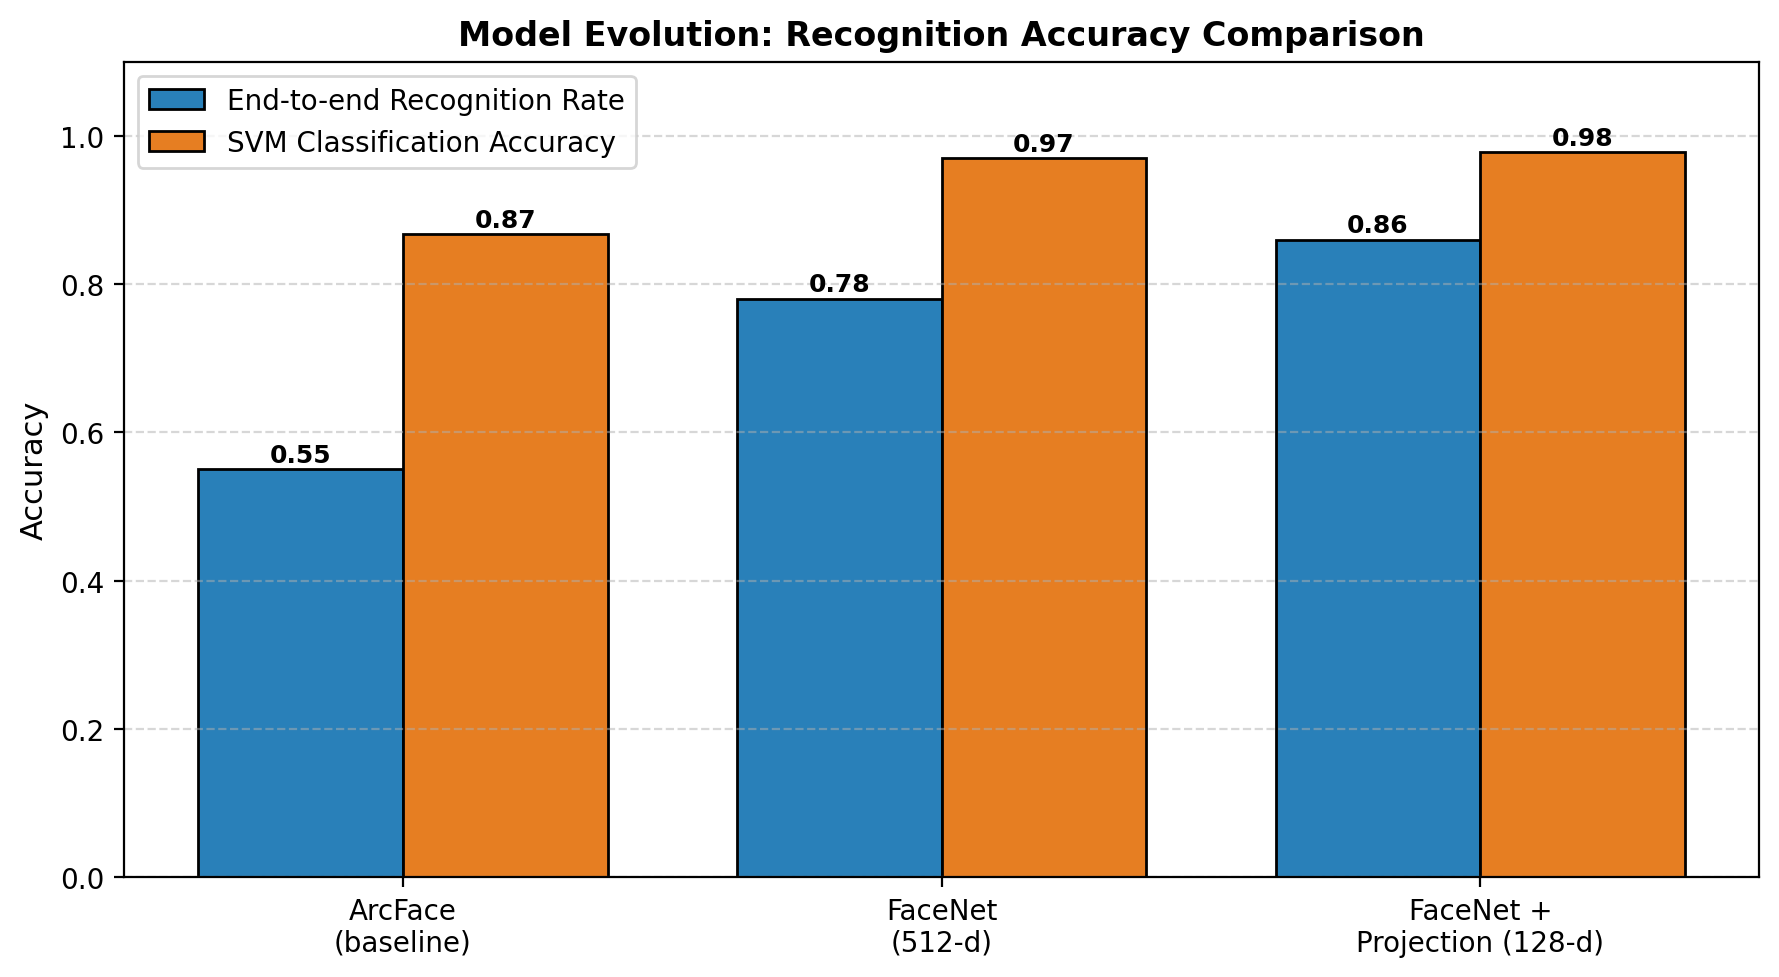 Model Evolution: Recognition Accuracy Comparison
End-to-end Recognition Rate
SVM Classification Accuracy
Accuracy
1.0
0.8
0.6
0.4
0.2
0.0
0.55
0.87
0.78
0.97
0.86
0.98
ArcFace
(baseline)
FaceNet
(512-d)
FaceNet +
Projection (128-d)